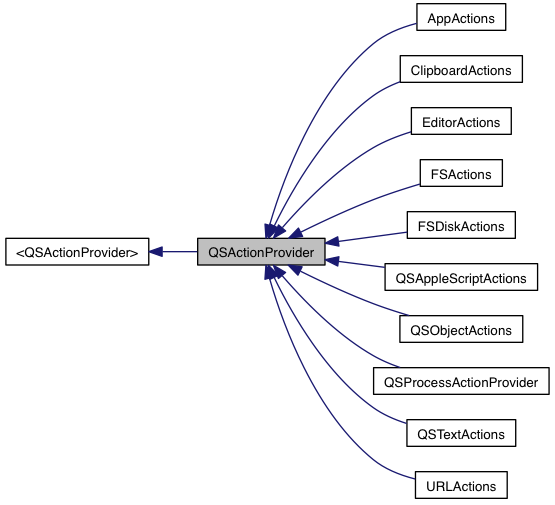 AppActions
ClipboardActions
EditorActions
FSActions
FSDiskActions
<QSActionProvider>
QSActionProvider
QSAppleScriptActions
QSObjectActions
QSProcessActionProvider
QSTextActions
URLActions